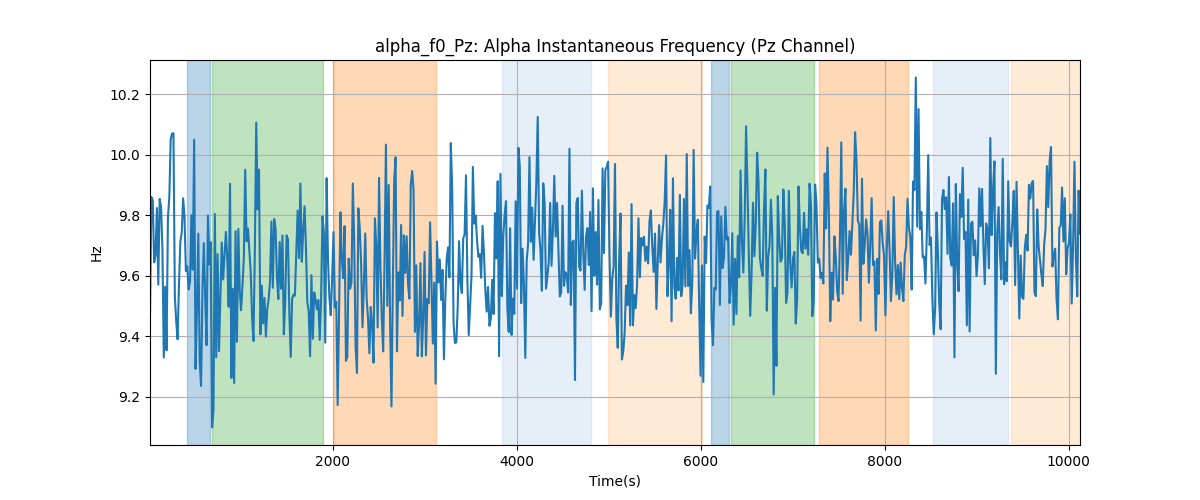 alpha_f0_Pz: Alpha Instantaneous Frequency (Pz Channel)
10.2
10.0
9.8
9.6
9.4
9.2
Hz
2000 4000 6000 8000 10000
Time(s)